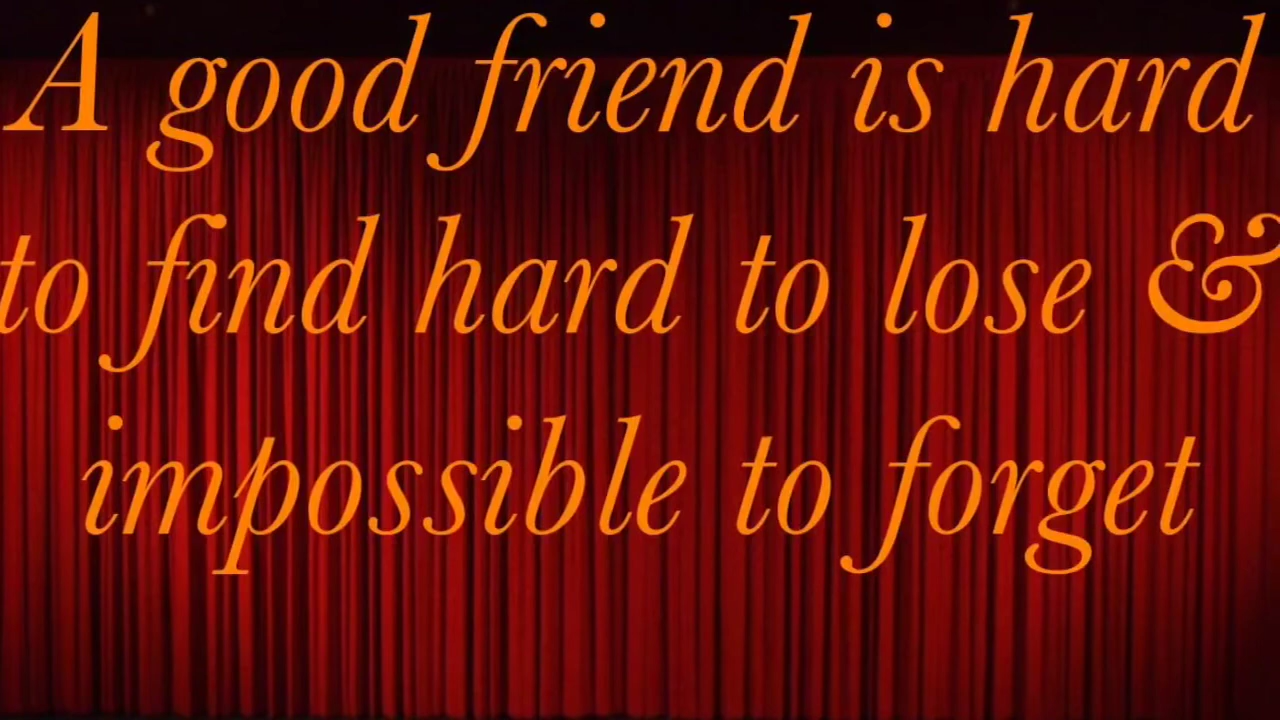 A good friend is hard
to find hard to lose &
impossible to forget